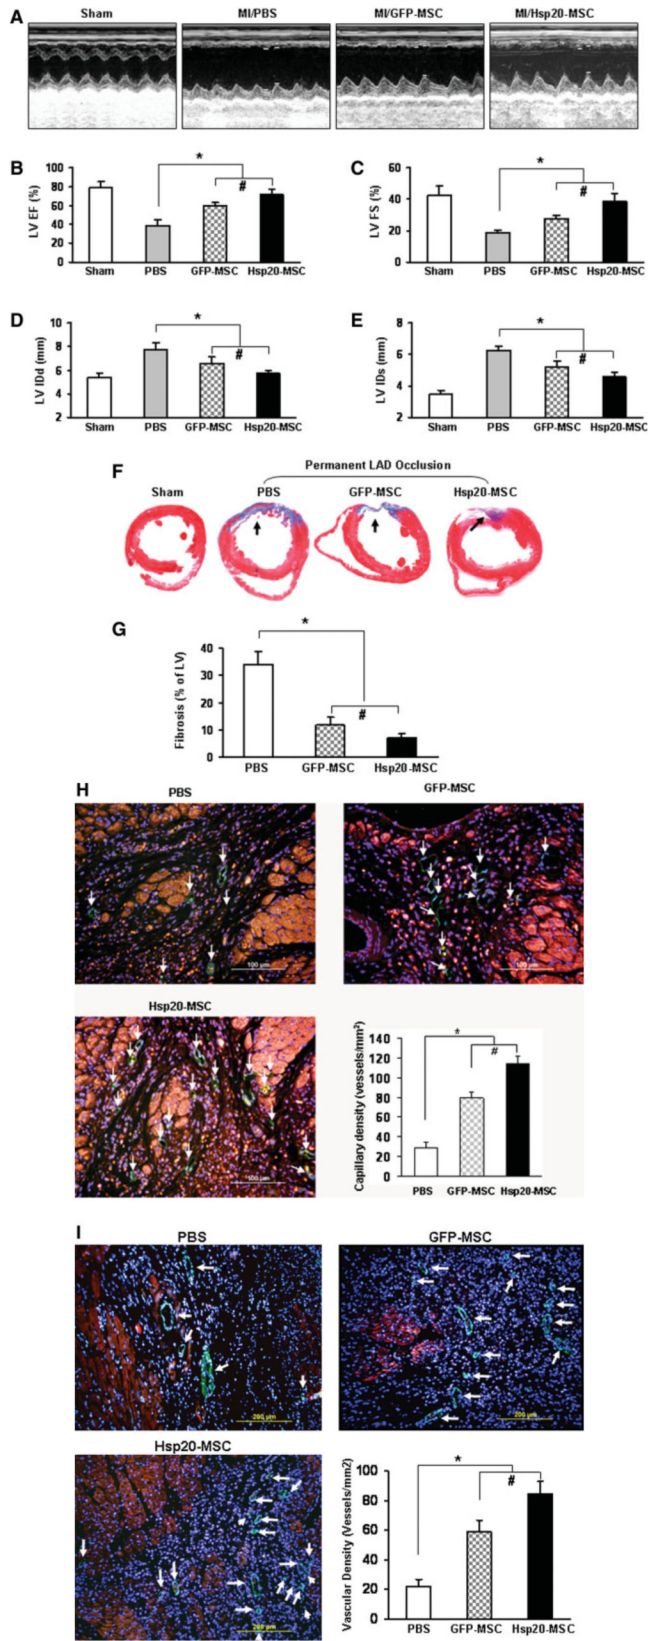 A Sham MI/PBS MI/GFP-MSC MI/Hsp20-MSC
B
LV EF (%)
100
80
60
40
20
0
*
#
Sham PBS GFP-MSC Hsp20-MSC
C
LV FS (%)
60
40
20
0
*
#
Sham PBS GFP-MSC Hsp20-MSC
D
LV IDd (mm)
10
8
6
4
2
*
#
Sham PBS GFP-MSC Hsp20-MSC
E
LV IDs (mm)
8
6
4
2
*
#
Sham PBS GFP-MSC Hsp20-MSC
F
Permanent LAD Occlusion
Sham PBS GFP-MSC Hsp20-MSC
G
Fibrosis (% of LV)
40
30
20
10
0
*
#
PBS GFP-MSC Hsp20-MSC
H
PBS GFP-MSC
100 µm
100 µm
Hsp20-MSC
100 µm
Capillary density (vessels/mm²)
140
120
100
80
60
40
20
0
*
#
PBS GFP-MSC Hsp20-MSC
I
PBS GFP-MSC
200 µm
200 µm
Hsp20-MSC
200 µm
Vascular Density (Vessels/mm2)
100
80
60
40
20
0
*
#
PBS GFP-MSC Hsp20-MSC